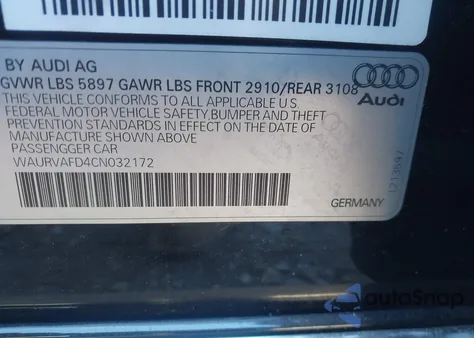 BY AUDI AG
GVWR LBS 5897 GAWR LBS FRONT 2910/REAR 3108
THIS VEHICLE CONFORMS TO ALL APPLICABLE U.S.
FEDERAL MOTOR VEHICLE SAFETY,BUMPER AND THEFT
PREVENTION STANDARDS IN EFFECT ON THE DATE OF
MANUFACTURE SHOWN ABOVE
PASSENGGER CAR
WAURVAFD4CN032172
Audi
1213597
GERMANY
autoSnap